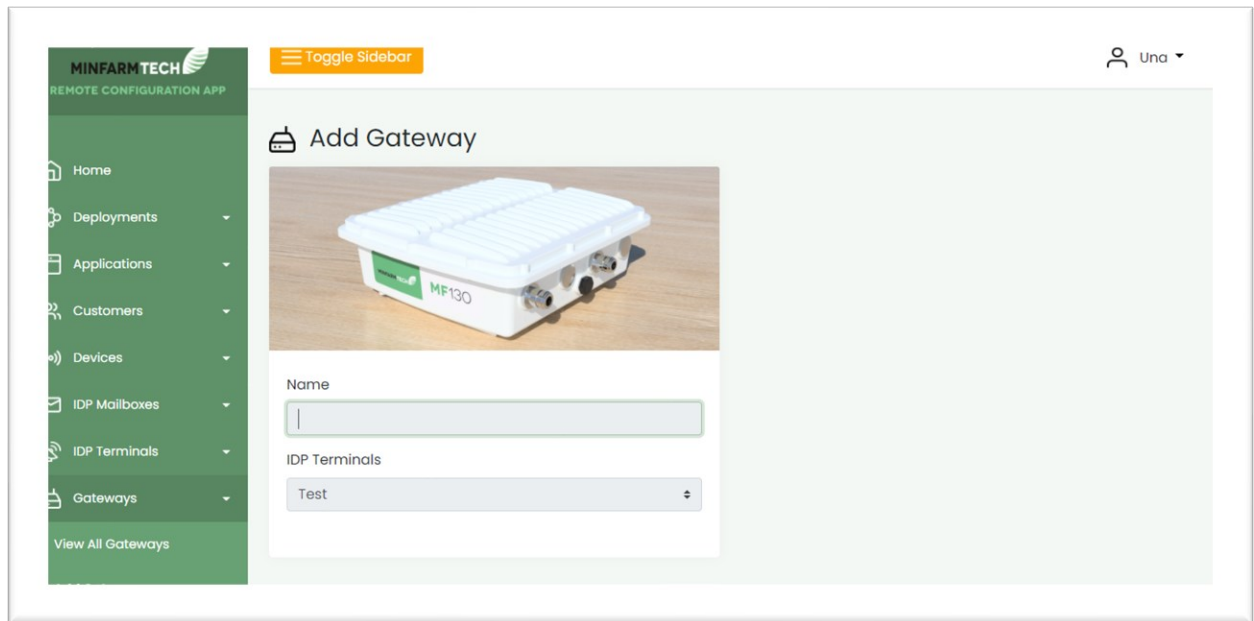 MINFARMTECH
REMOTE CONFIGURATION APP
Toggle Sidebar
Una
Home
Deployments
Applications
Customers
Devices
IDP Mailboxes
IDP Terminals
Gateways
View All Gateways
Add Gateway
MF130
Name
IDP Terminals
Test